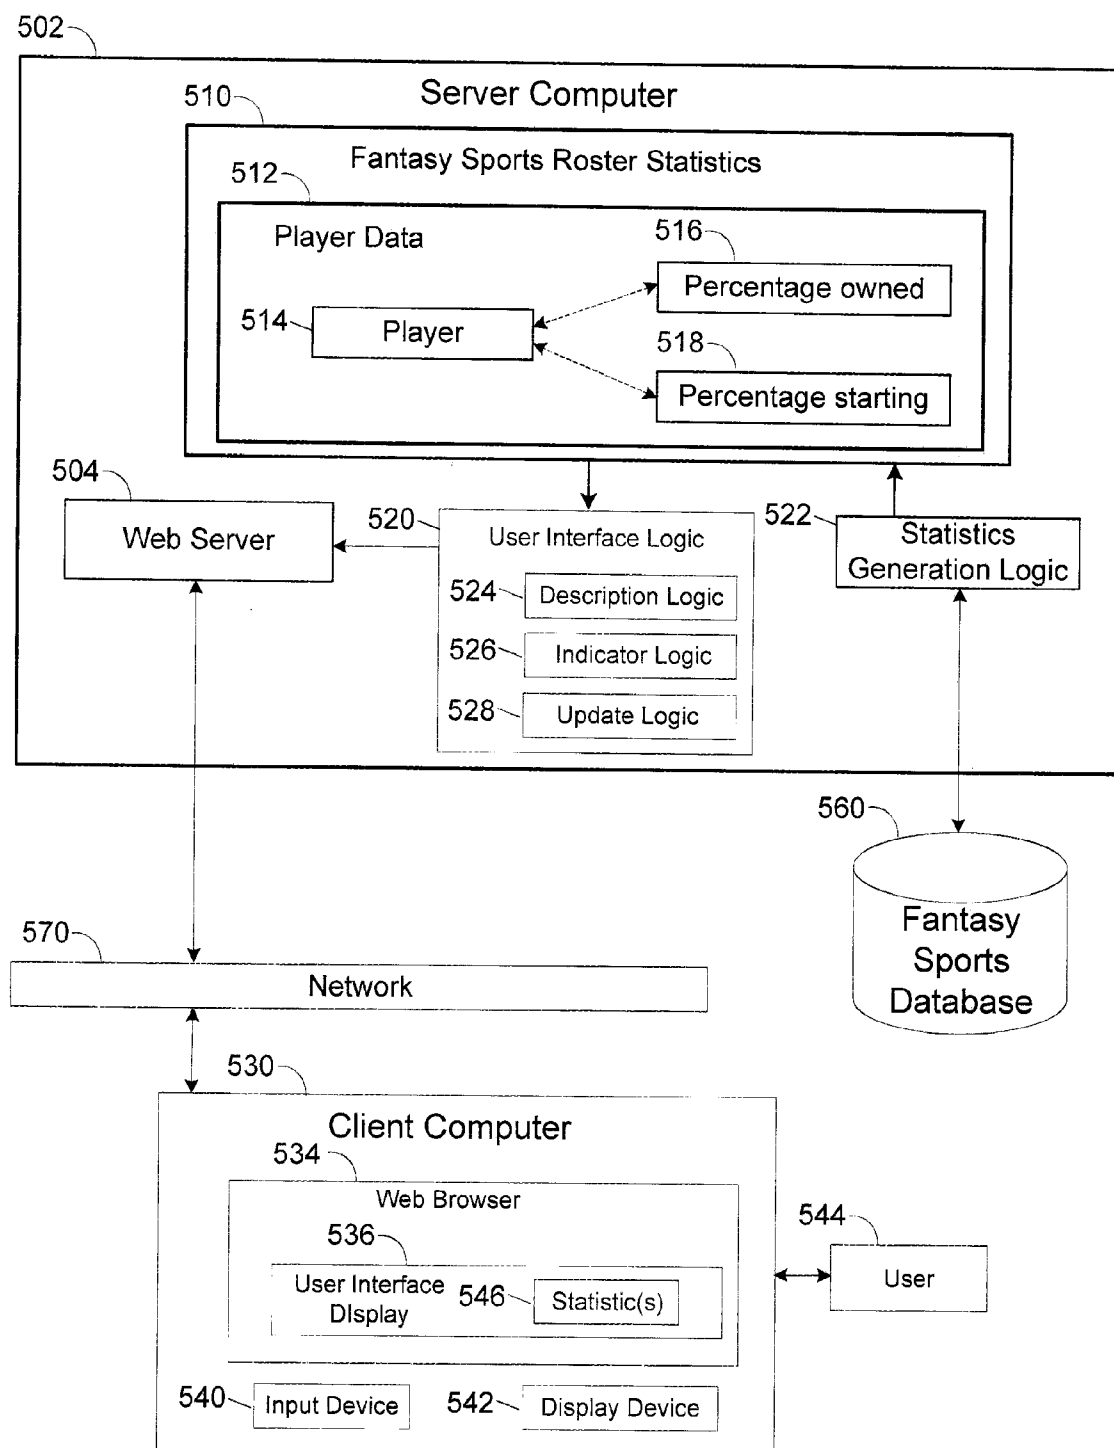 502
Server Computer
510
Fantasy Sports Roster Statistics
512
Player Data
516
Percentage owned
514
Player
518
Percentage starting
504
Web Server
520
User Interface Logic
522
Statistics
Generation Logic
524
Description Logic
526
Indicator Logic
528
Update Logic
560
Fantasy
Sports
Database
570
Network
530
Client Computer
534
Web Browser
536
User Interface
DIsplay
546
Statistic(s)
544
User
540
Input Device
542
Display Device